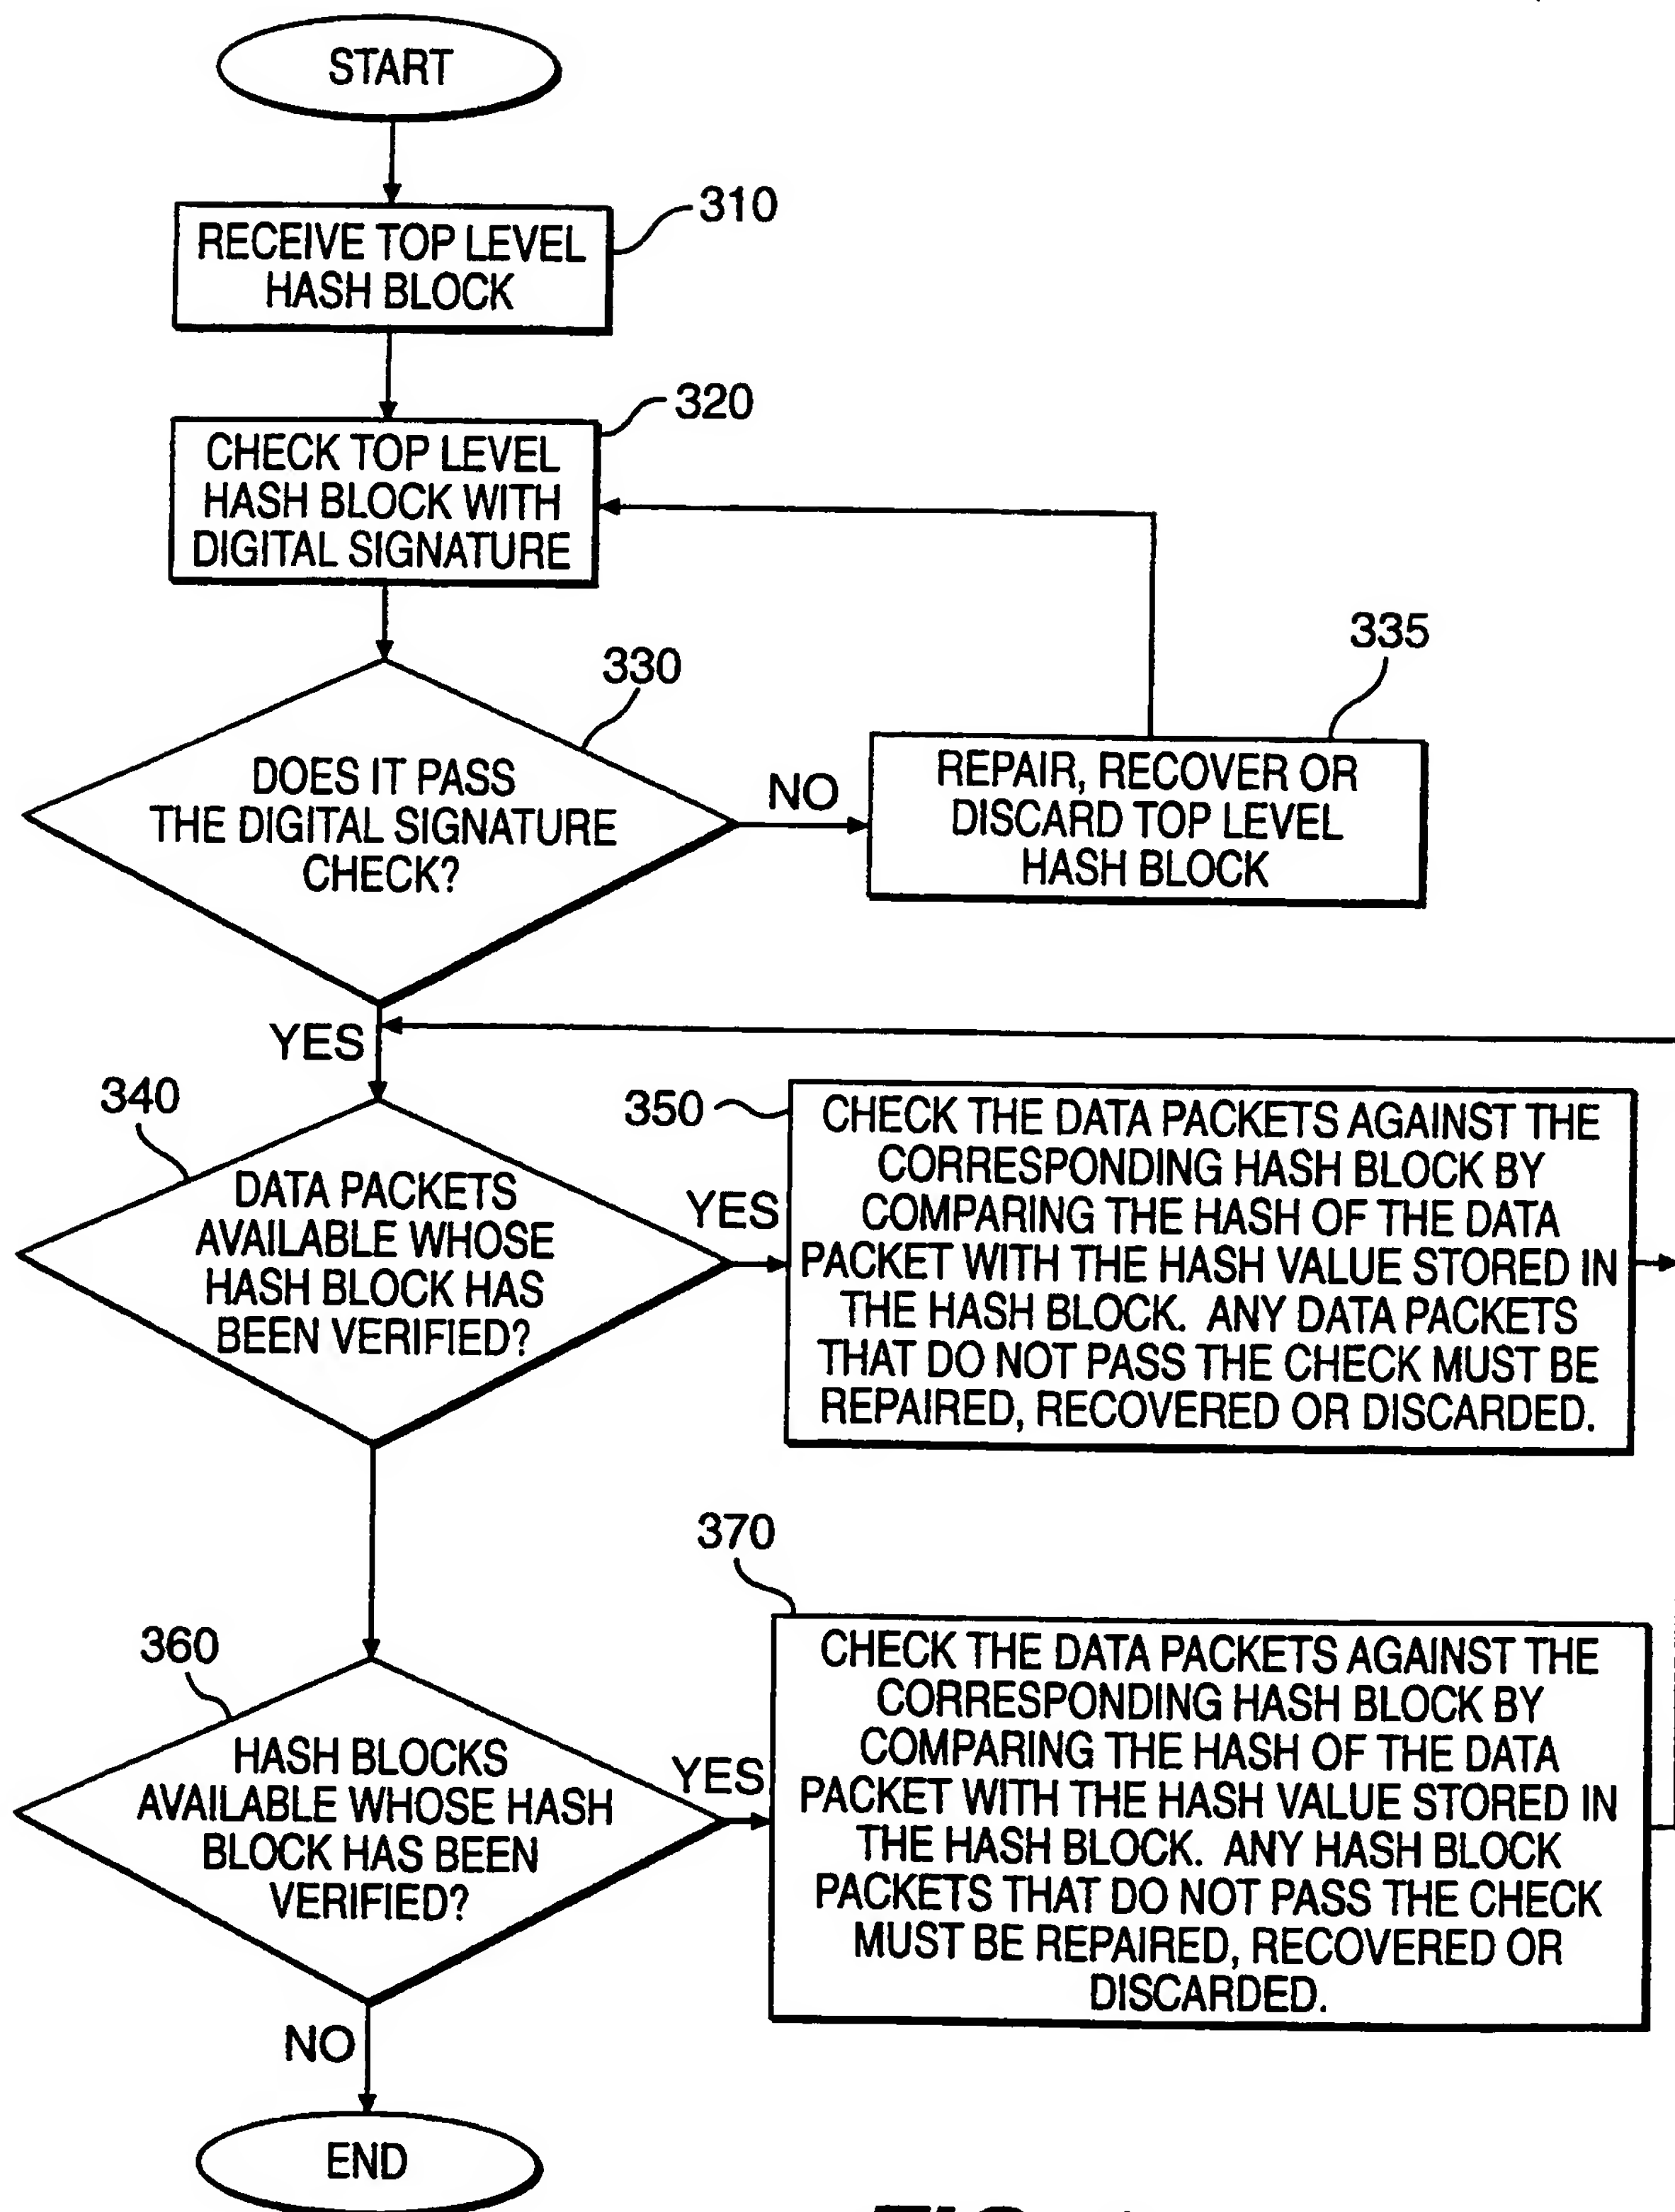 START
310
RECEIVE TOP LEVEL
HASH BLOCK
320
CHECK TOP LEVEL
HASH BLOCK WITH
DIGITAL SIGNATURE
330
DOES IT PASS
THE DIGITAL SIGNATURE
CHECK?
NO
335
REPAIR, RECOVER OR
DISCARD TOP LEVEL
HASH BLOCK
YES
340
DATA PACKETS
AVAILABLE WHOSE
HASH BLOCK HAS
BEEN VERIFIED?
YES
350
CHECK THE DATA PACKETS AGAINST THE
CORRESPONDING HASH BLOCK BY
COMPARING THE HASH OF THE DATA
PACKET WITH THE HASH VALUE STORED IN
THE HASH BLOCK. ANY DATA PACKETS
THAT DO NOT PASS THE CHECK MUST BE
REPAIRED, RECOVERED OR DISCARDED.
360
HASH BLOCKS
AVAILABLE WHOSE HASH
BLOCK HAS BEEN
VERIFIED?
YES
370
CHECK THE DATA PACKETS AGAINST THE
CORRESPONDING HASH BLOCK BY
COMPARING THE HASH OF THE DATA
PACKET WITH THE HASH VALUE STORED IN
THE HASH BLOCK. ANY HASH BLOCK
PACKETS THAT DO NOT PASS THE CHECK
MUST BE REPAIRED, RECOVERED OR
DISCARDED.
NO
END